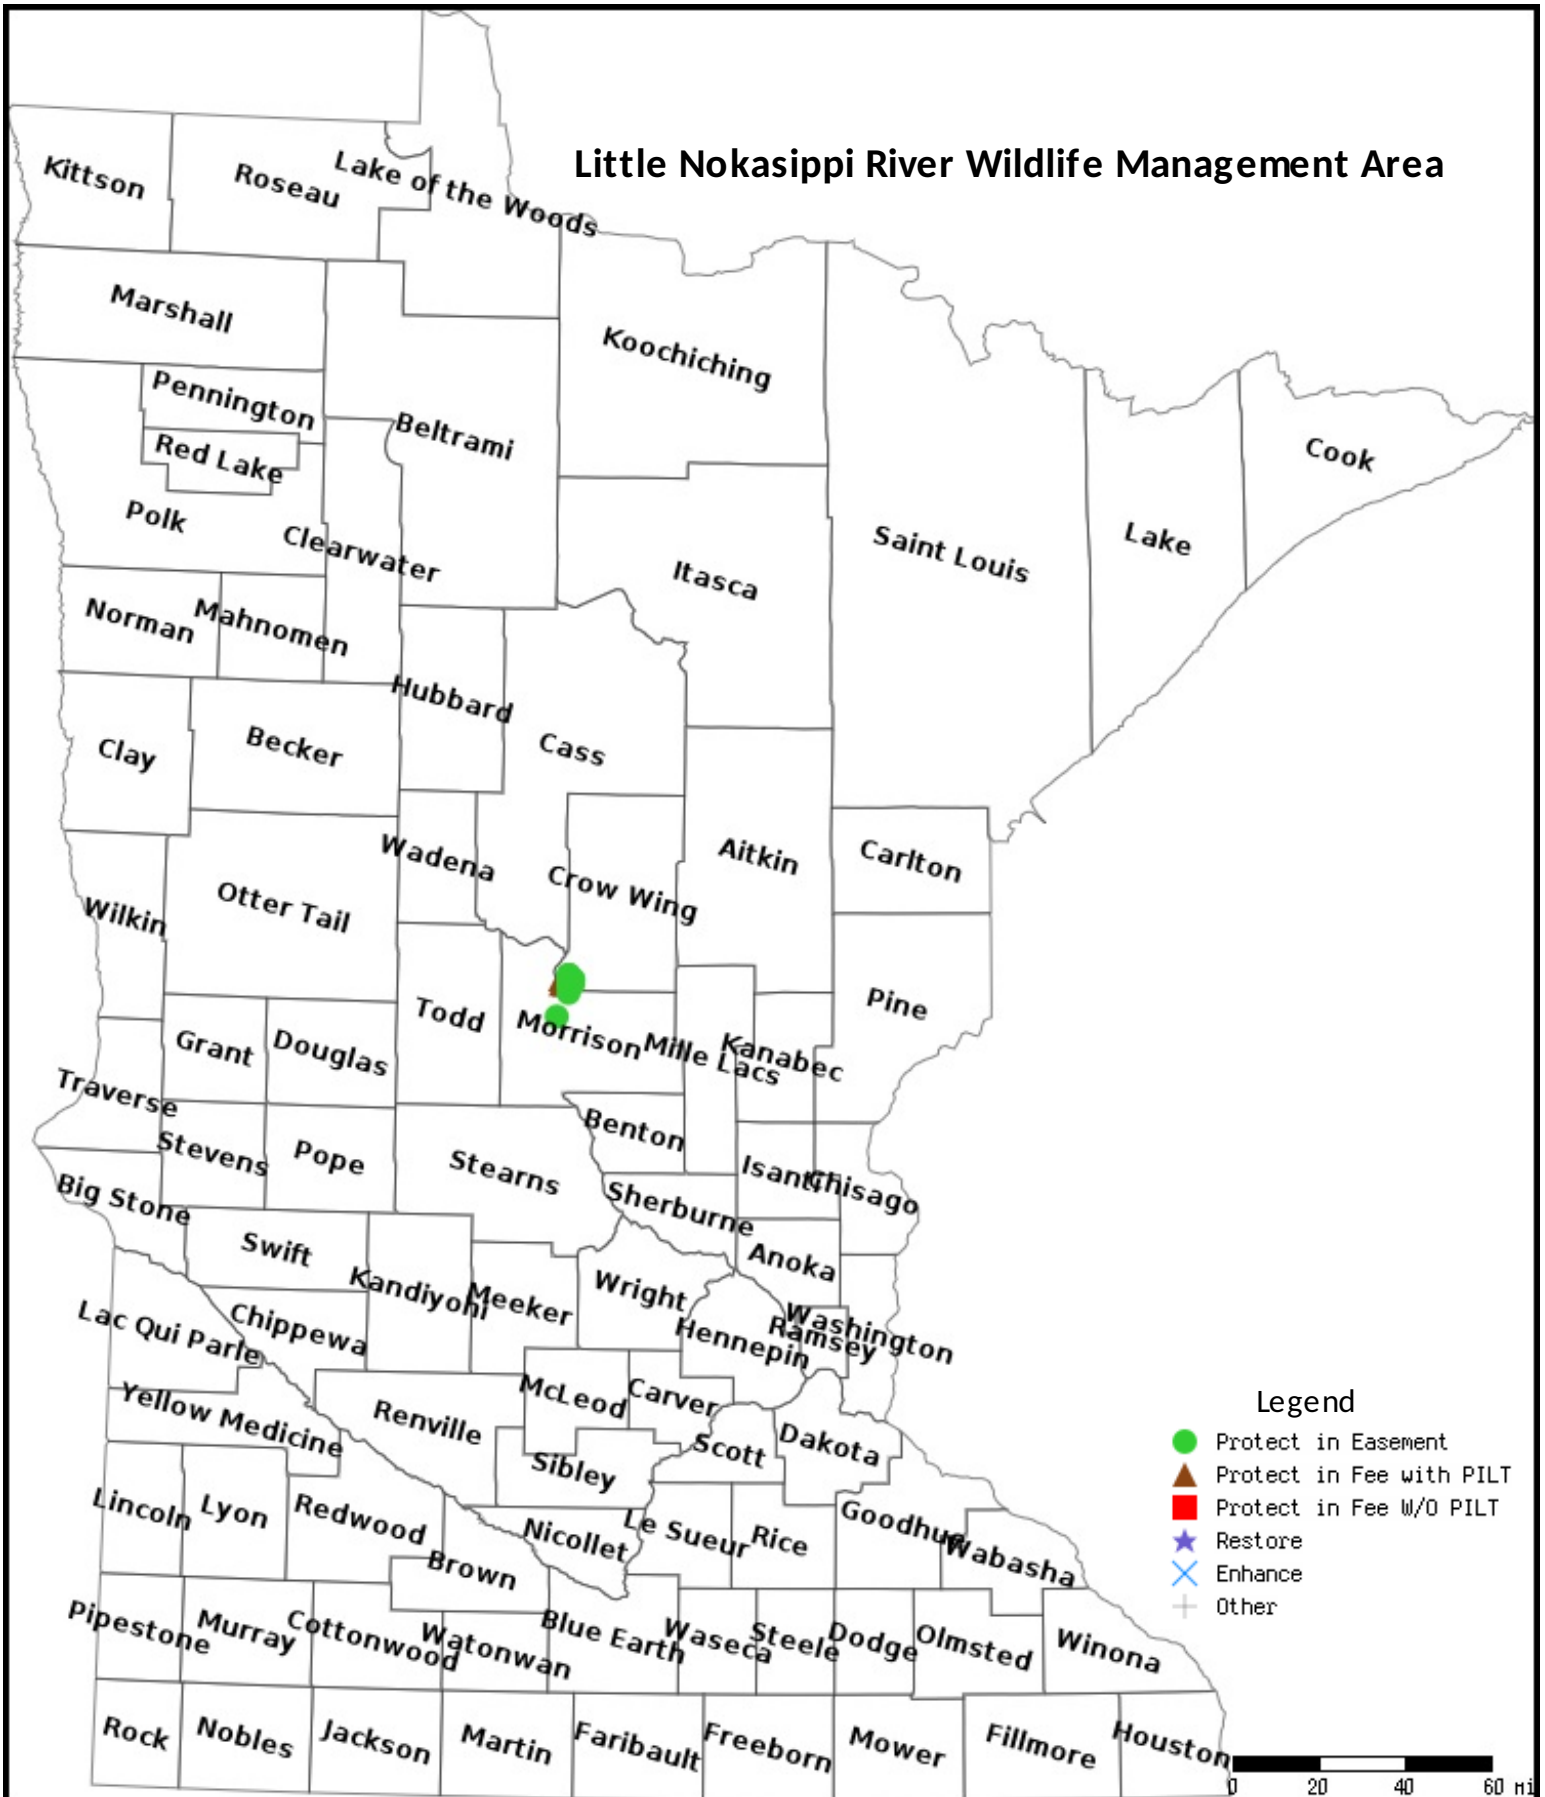 Little Nokasippi River Wildlife Management Area
Kittson
Roseau
Lake of the Woods
Marshall
Koochiching
Pennington
Beltrami
Red Lake
Cook
Polk
Clearwater
Saint Louis
Lake
Itasca
Norman
Mahnomen
Hubbard
Clay
Becker
Cass
Wadena
Aitkin
Carlton
Crow Wing
Otter Tail
Wilkin
Pine
Todd
Morrison
Mille Lacs
Kanabec
Grant
Douglas
Traverse
Benton
Stevens
Pope
Stearns
Isanti
Chisago
Big Stone
Sherburne
Swift
Anoka
Kandiyohi
Meeker
Wright
Washington
Ramsey
Hennepin
Lac Qui Parle
Chippewa
McLeod
Carver
Yellow Medicine
Renville
Scott
Dakota
Sibley
Lincoln
Lyon
Redwood
Nicollet
Le Sueur
Rice
Goodhue
Wabasha
Brown
Pipestone
Murray
Cottonwood
Watonwan
Blue Earth
Waseca
Steele
Dodge
Olmsted
Winona
Rock
Nobles
Jackson
Martin
Faribault
Freeborn
Mower
Fillmore
Houston
Legend
Protect in Easement
Protect in Fee with PILT
Protect in Fee W/O PILT
Restore
Enhance
Other
0 20 40 60 mi